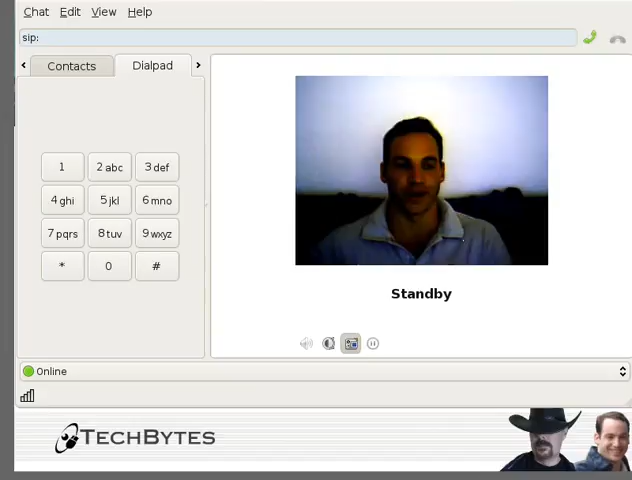 Chat Edit View Help
sip:
Contacts Dialpad
1 2 abc 3 def
4 ghi 5 jkl 6 mno
7 pqrs 8 tuv 9 wxyz
* 0 #
Standby
Online
TECHBYTES